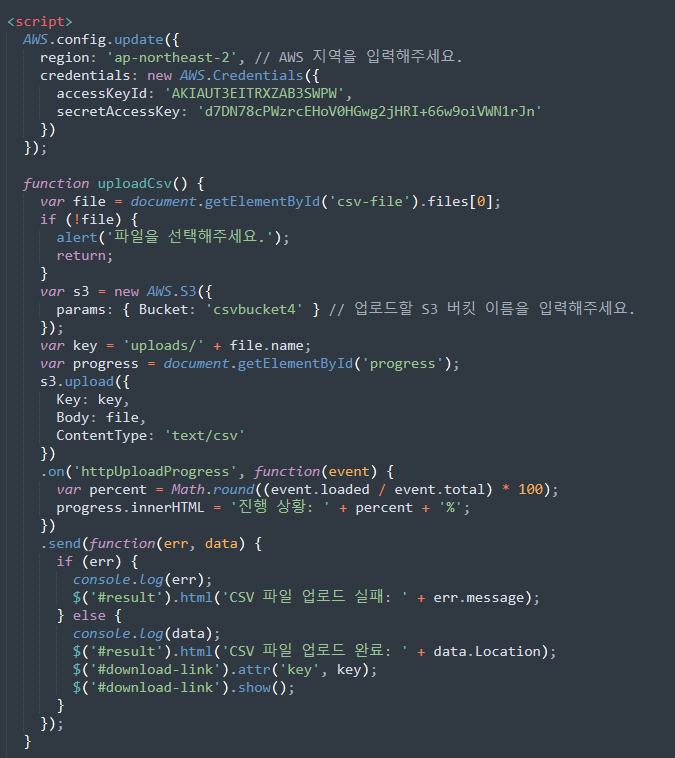 <script>
AWS.config.update({
region: 'ap-northeast-2', // AWS 지역을 입력해주세요.
credentials: new AWS.Credentials({
accessKeyId: 'AKIAUT3EITRXZAB3SWPW',
secretAccessKey: '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'
})
});
function uploadCsv() {
var file = document.getElementById('csv-file').files[0];
if (!file) {
alert('파일을 선택해주세요.');
return;
}
var s3 = new AWS.S3({
params: { Bucket: 'csvbucket4' } // 업로드할 S3 버킷 이름을 입력해주세요.
});
var key = 'uploads/' + file.name;
var progress = document.getElementById('progress');
s3.upload({
Key: key,
Body: file,
ContentType: 'text/csv'
})
.on('httpUploadProgress', function(event) {
var percent = Math.round((event.loaded / event.total) * 100);
progress.innerHTML = '진행 상황: ' + percent + '%';
})
.send(function(err, data) {
if (err) {
console.log(err);
$('#result').html('CSV 파일 업로드 실패: ' + err.message);
} else {
console.log(data);
$('#result').html('CSV 파일 업로드 완료: ' + data.Location);
$('#download-link').attr('key', key);
$('#download-link').show();
}
});
}